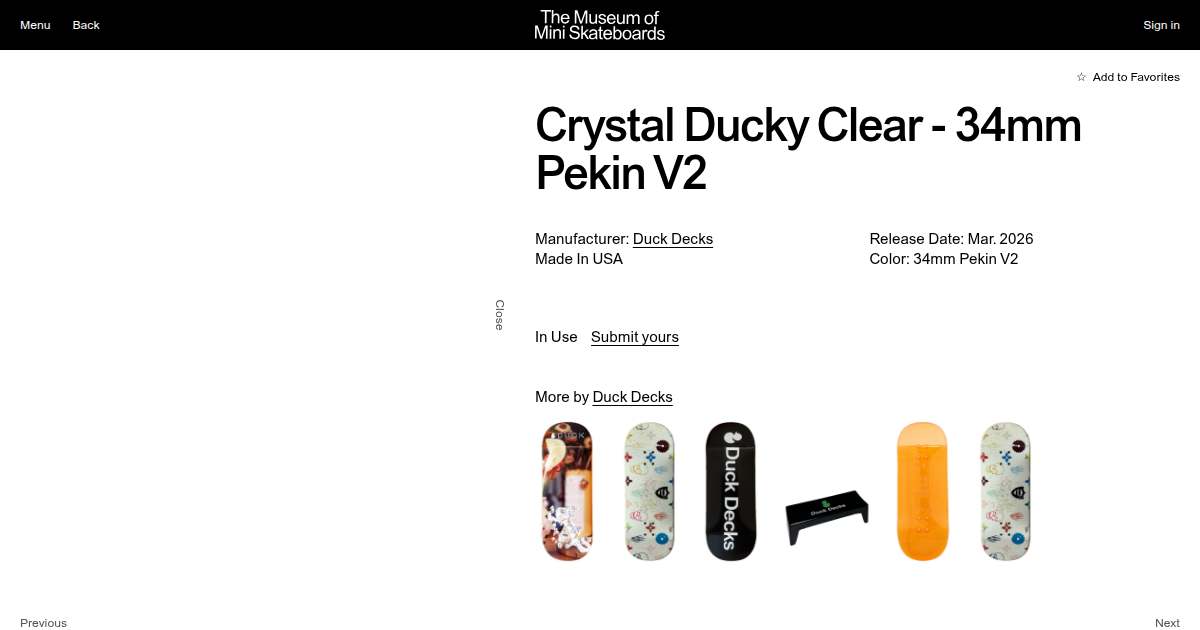 Menu
Back
The Museum of
Mini Skateboards
Sign in
☆ Add to Favorites
Crystal Ducky Clear - 34mm
Pekin V2
Manufacturer: Duck Decks
Made In USA
Release Date: Mar. 2026
Color: 34mm Pekin V2
Close
In Use
Submit yours
More by Duck Decks
DUCK
Duck Decks
Duck Decks
Previous
Next